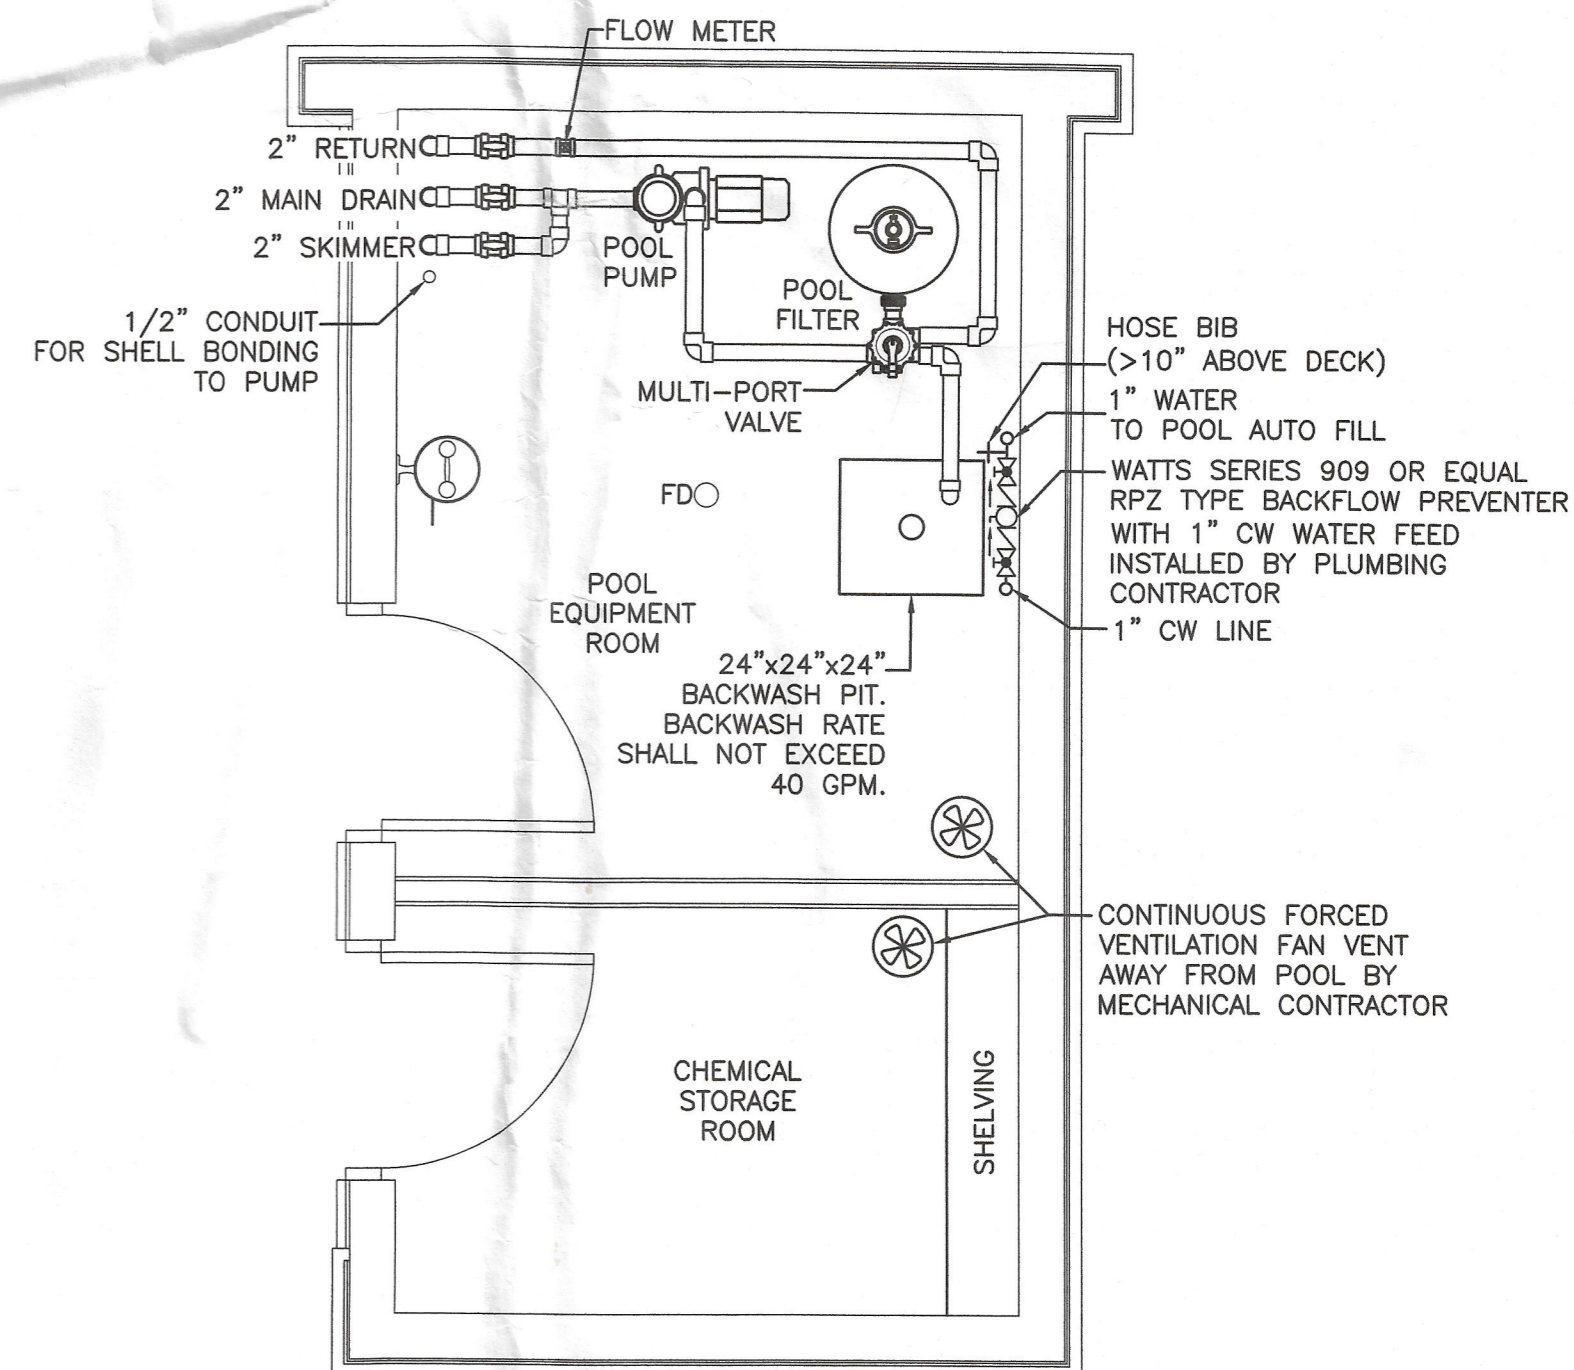 FLOW METER
2" RETURN
2" MAIN DRAIN
2" SKIMMER
POOL
PUMP
POOL
FILTER
1/2" CONDUIT
FOR SHELL BONDING
TO PUMP
MULTI-PORT
VALVE
HOSE BIB
(>10" ABOVE DECK)
1" WATER
TO POOL AUTO FILL
WATTS SERIES 909 OR EQUAL
RPZ TYPE BACKFLOW PREVENTER
WITH 1" CW WATER FEED
INSTALLED BY PLUMBING
CONTRACTOR
1" CW LINE
FD
POOL
EQUIPMENT
ROOM
24"x24"x24"
BACKWASH PIT.
BACKWASH RATE
SHALL NOT EXCEED
40 GPM.
CONTINUOUS FORCED
VENTILATION FAN VENT
AWAY FROM POOL BY
MECHANICAL CONTRACTOR
CHEMICAL
STORAGE
ROOM
SHELVING